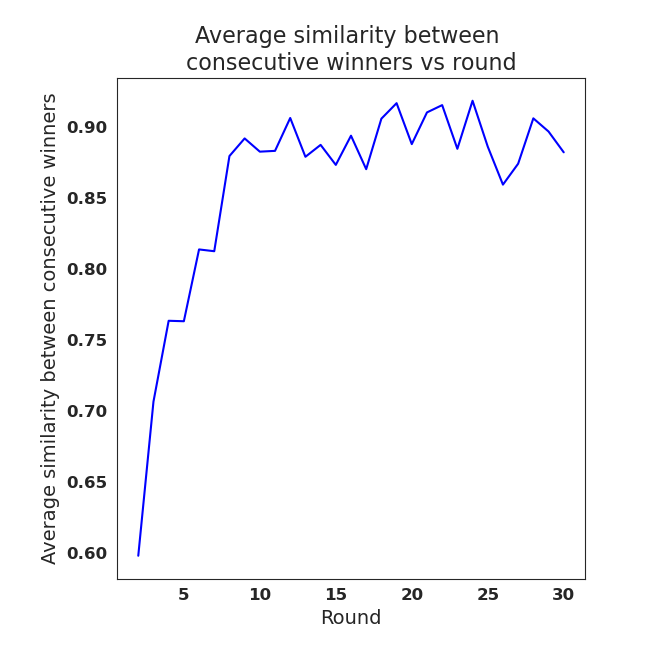 Average similarity between
consecutive winners vs round
Average similarity between consecutive winners
0.90
0.85
0.80
0.75
0.70
0.65
0.60
5 10 15 20 25 30
Round